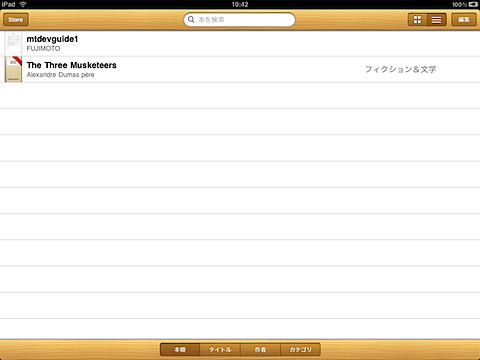 iPad 10:42 100%
Store 本を検索 編集
mtdevguide1
FUJIMOTO
The Three Musketeers フィクション＆文学
Alexandre Dumas père
本棚 タイトル 作者 カテゴリ